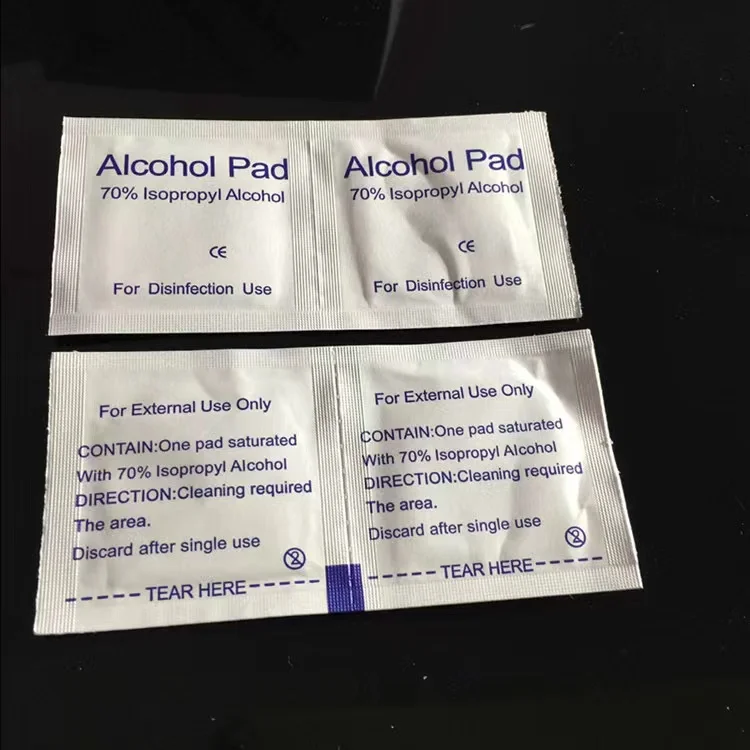 Alcohol Pad
70% Isopropyl Alcohol
CE
For Disinfection Use
Alcohol Pad
70% Isopropyl Alcohol
CE
For Disinfection Use
For External Use Only
CONTAIN:One pad saturated
With 70% Isopropyl Alcohol
DIRECTION:Cleaning required
The area.
Discard after single use
2
TEAR HERE
For External Use Only
CONTAIN:One pad saturated
With 70% Isopropyl Alcohol
DIRECTION:Cleaning required
The area.
Discard after single use
2
TEAR HERE